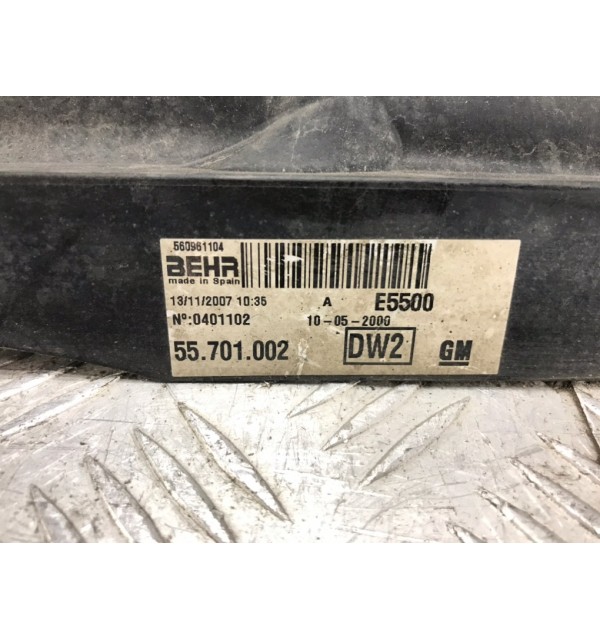 560961104
BEHR
made in Spain
13/11/2007 10:35 A E5500
Nº:0401102 10-05-2000
55.701.002 DW2 GM